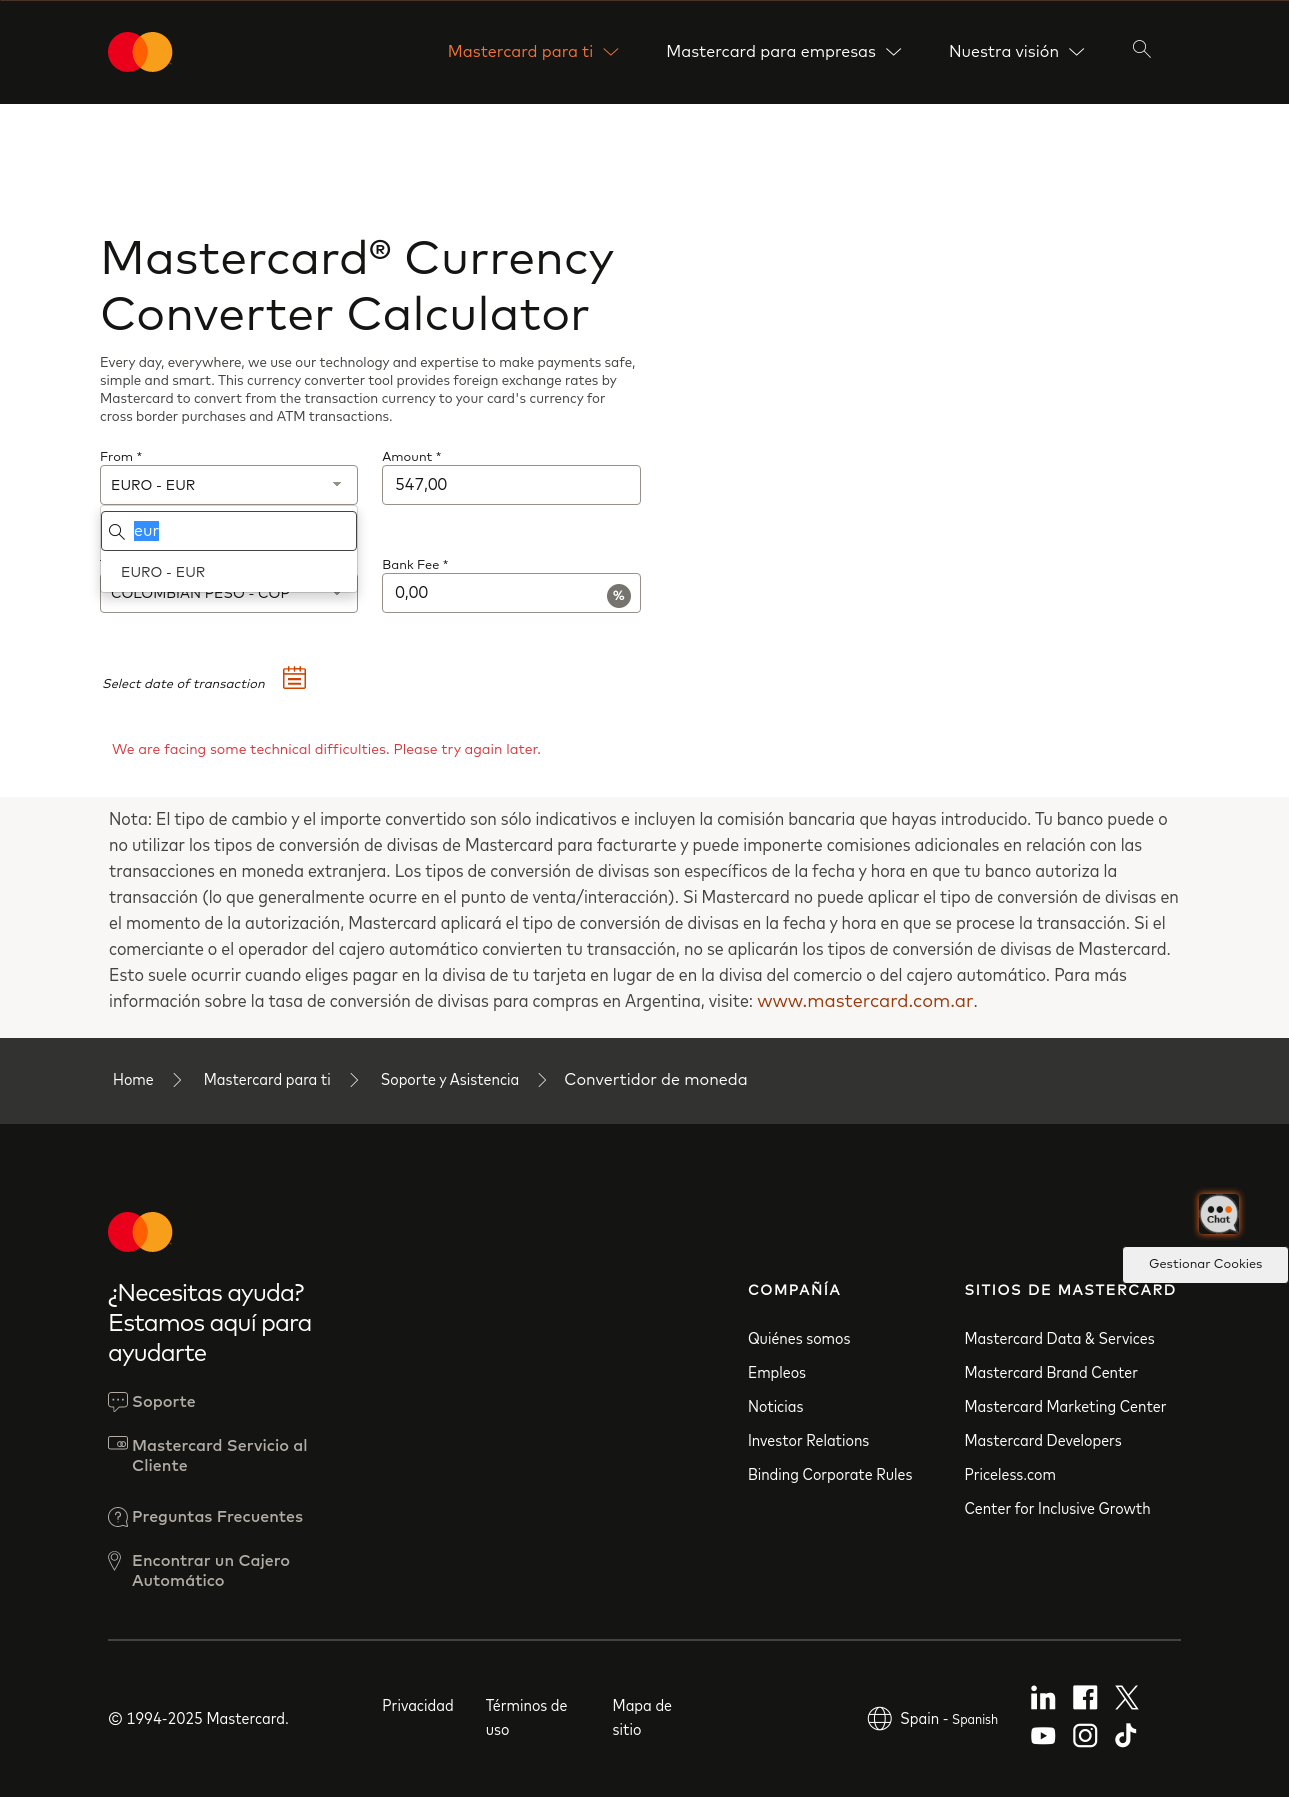 Mastercard para ti
Mastercard para empresas
Nuestra visión
Mastercard® Currency
Converter Calculator
Every day, everywhere, we use our technology and expertise to make payments safe,
simple and smart. This currency converter tool provides foreign exchange rates by
Mastercard to convert from the transaction currency to your card's currency for
cross border purchases and ATM transactions.
From *
Amount *
EURO - EUR
547,00
eur
EURO - EUR
Bank Fee *
COLOMBIAN PESO - COP
0,00
%
Select date of transaction
We are facing some technical difficulties. Please try again later.
Nota: El tipo de cambio y el importe convertido son sólo indicativos e incluyen la comisión bancaria que hayas introducido. Tu banco puede o
no utilizar los tipos de conversión de divisas de Mastercard para facturarte y puede imponerte comisiones adicionales en relación con las
transacciones en moneda extranjera. Los tipos de conversión de divisas son específicos de la fecha y hora en que tu banco autoriza la
transacción (lo que generalmente ocurre en el punto de venta/interacción). Si Mastercard no puede aplicar el tipo de conversión de divisas en
el momento de la autorización, Mastercard aplicará el tipo de conversión de divisas en la fecha y hora en que se procese la transacción. Si el
comerciante o el operador del cajero automático convierten tu transacción, no se aplicarán los tipos de conversión de divisas de Mastercard.
Esto suele ocurrir cuando eliges pagar en la divisa de tu tarjeta en lugar de en la divisa del comercio o del cajero automático. Para más
información sobre la tasa de conversión de divisas para compras en Argentina, visite: www.mastercard.com.ar.
Home
Mastercard para ti
Soporte y Asistencia
Convertidor de moneda
Chat
Gestionar Cookies
¿Necesitas ayuda?
Estamos aquí para
ayudarte
Soporte
Mastercard Servicio al
Cliente
Preguntas Frecuentes
Encontrar un Cajero
Automático
COMPAÑÍA
Quiénes somos
Empleos
Noticias
Investor Relations
Binding Corporate Rules
SITIOS DE MASTERCARD
Mastercard Data & Services
Mastercard Brand Center
Mastercard Marketing Center
Mastercard Developers
Priceless.com
Center for Inclusive Growth
© 1994-2025 Mastercard.
Privacidad
Términos de
uso
Mapa de
sitio
Spain - Spanish